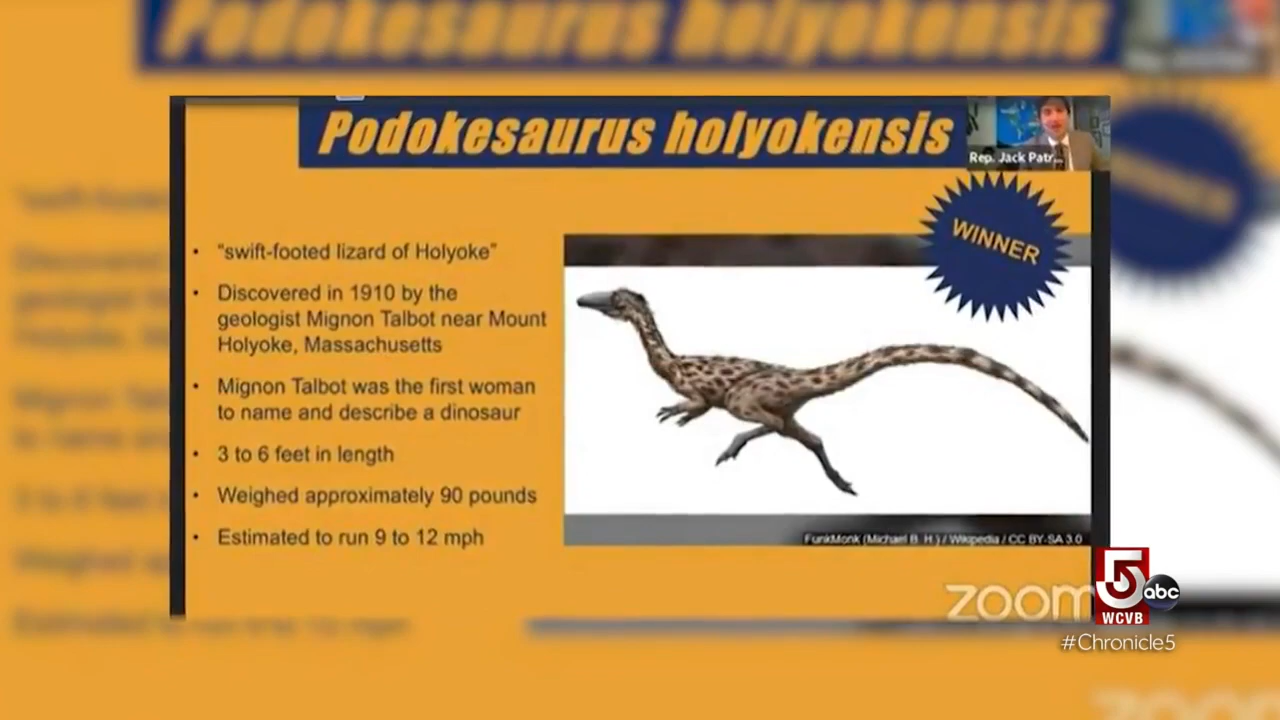 Podokesaurus holyokensis
Podokesaurus holyokensis
Rep. Jack Patr...
WINNER
• "swift-footed lizard of Holyoke"
• Discovered in 1910 by the
geologist Mignon Talbot near Mount
Holyoke, Massachusetts
• Mignon Talbot was the first woman
to name and describe a dinosaur
• 3 to 6 feet in length
• Weighed approximately 90 pounds
• Estimated to run 9 to 12 mph
FunkMonk (Michael B. H.) / Wikipedia / CC BY-SA 3.0
zoom
5
abc
WCVB
#Chronicle5